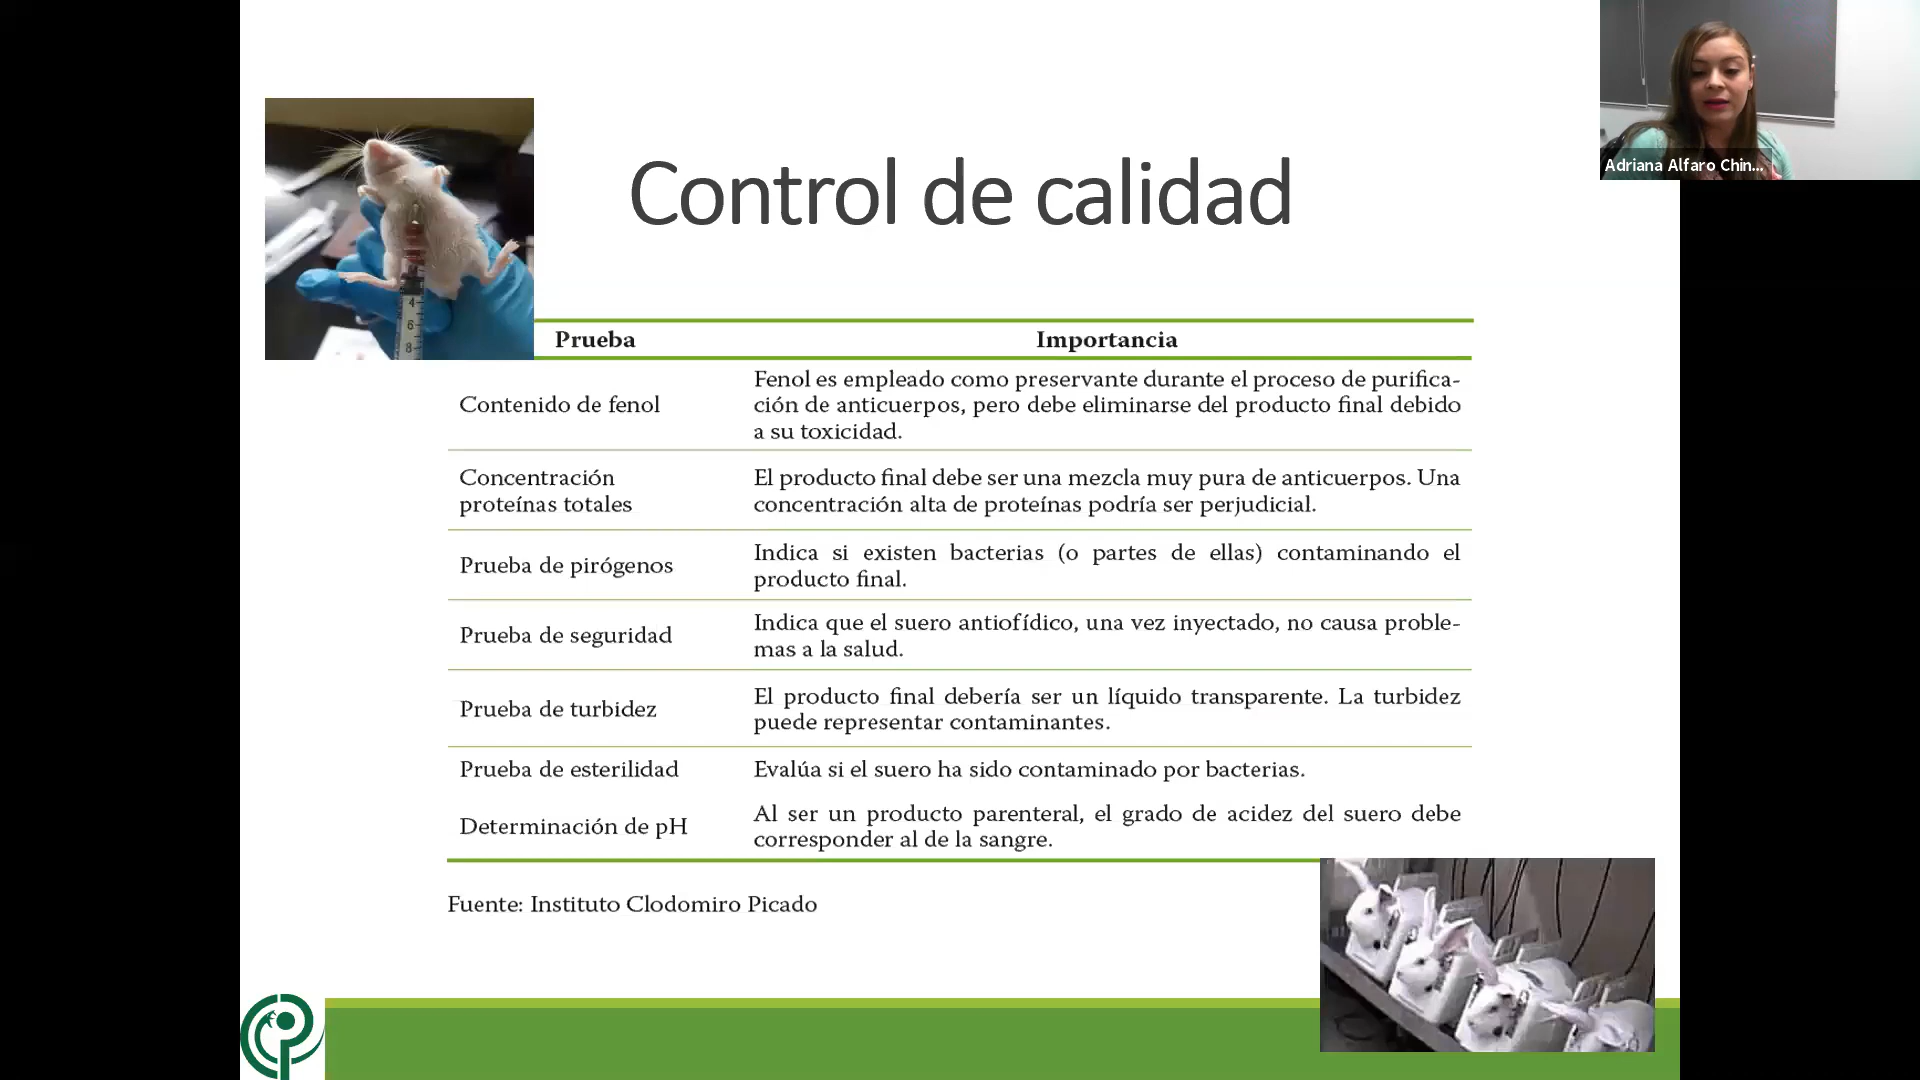 Adriana Alfaro Chin...
Control de calidad
4
6
8
Prueba Importancia
Contenido de fenol
Fenol es empleado como preservante durante el proceso de purifica-
ción de anticuerpos, pero debe eliminarse del producto final debido
a su toxicidad.
Concentración
proteínas totales
El producto final debe ser una mezcla muy pura de anticuerpos. Una
concentración alta de proteínas podría ser perjudicial.
Prueba de pirógenos
Indica si existen bacterias (o partes de ellas) contaminando el
producto final.
Prueba de seguridad
Indica que el suero antiofídico, una vez inyectado, no causa proble-
mas a la salud.
Prueba de turbidez
El producto final debería ser un líquido transparente. La turbidez
puede representar contaminantes.
Prueba de esterilidad
Evalúa si el suero ha sido contaminado por bacterias.
Determinación de pH
Al ser un producto parenteral, el grado de acidez del suero debe
corresponder al de la sangre.
Fuente: Instituto Clodomiro Picado